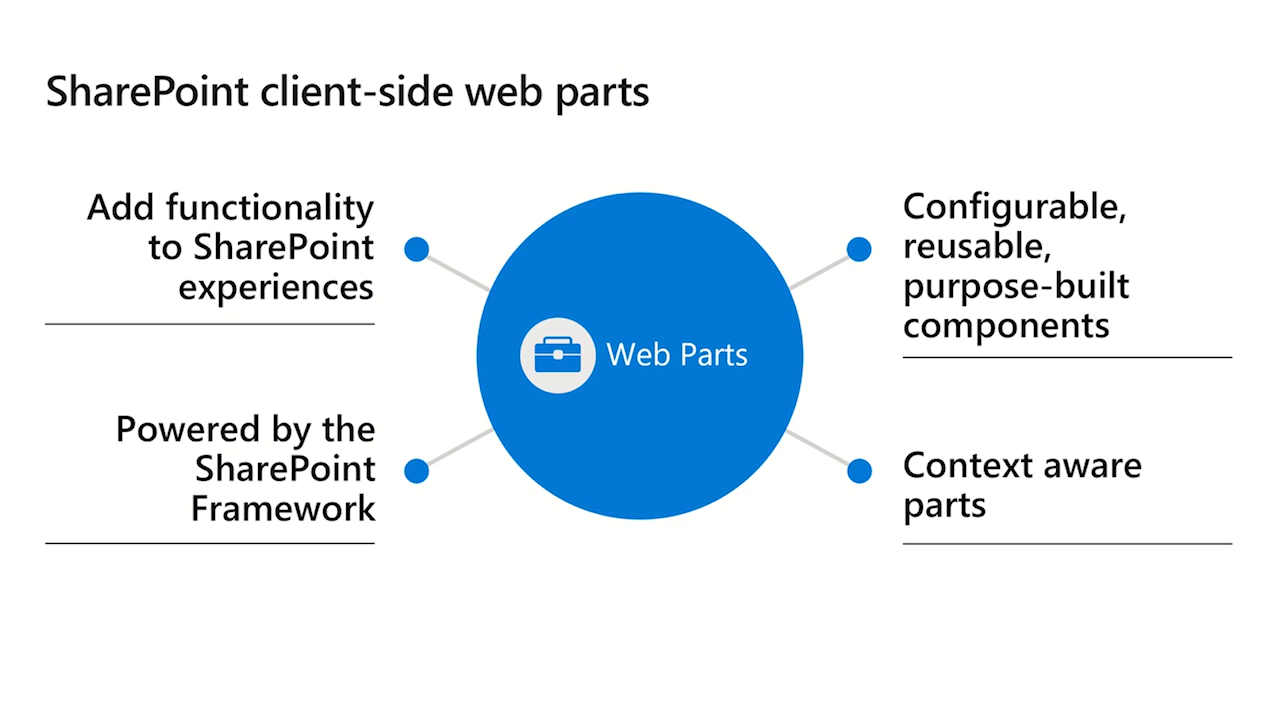 SharePoint client-side web parts
Add functionality
to SharePoint
experiences
Configurable,
reusable,
purpose-built
components
Web Parts
Powered by the
SharePoint
Framework
Context aware
parts